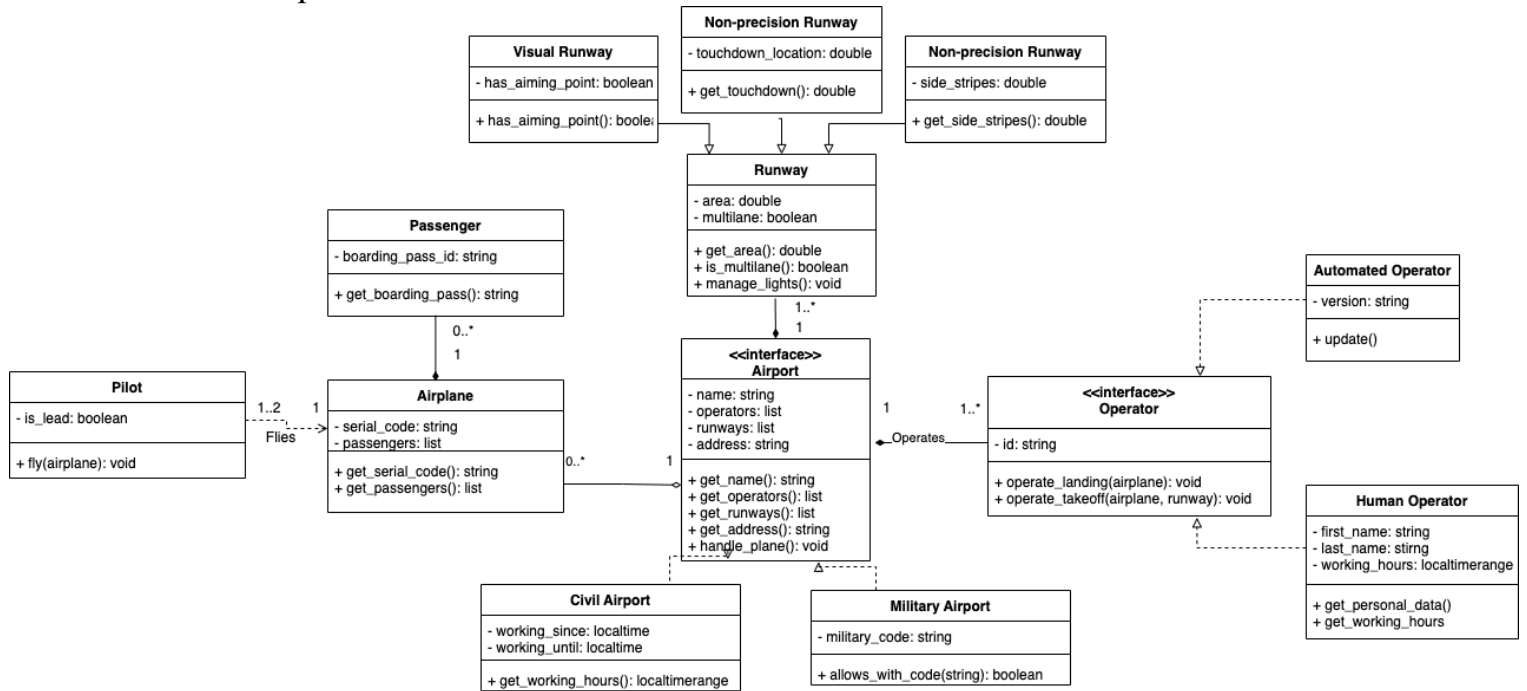 Non-precision Runway
- touchdown_location: double
+ get_touchdown(): double
Visual Runway
- has_aiming_point: boolean
+ has_aiming_point(): boolea
Non-precision Runway
- side_stripes: double
+ get_side_stripes(): double
Runway
- area: double
- multilane: boolean
+ get_area(): double
+ is_multilane(): boolean
+ manage_lights(): void
Passenger
- boarding_pass_id: string
+ get_boarding_pass(): string
0..*
1
1..*
1
Automated Operator
- version: string
+ update()
Pilot
- is_lead: boolean
+ fly(airplane): void
1..2
1
Flies
Airplane
- serial_code: string
- passengers: list
+ get_serial_code(): string
+ get_passengers(): list
0..*
1
<<interface>>
Airport
- name: string
- operators: list
- runways: list
- address: string
+ get_name(): string
+ get_operators(): list
+ get_runways(): list
+ get_address(): string
+ handle_plane(): void
1
1..*
Operates
<<interface>>
Operator
- id: string
+ operate_landing(airplane): void
+ operate_takeoff(airplane, runway): void
Human Operator
- first_name: string
- last_name: stirng
- working_hours: localtimerange
+ get_personal_data()
+ get_working_hours
Civil Airport
- working_since: localtime
- working_until: localtime
+ get_working_hours(): localtimerange
Military Airport
- military_code: string
+ allows_with_code(string): boolean